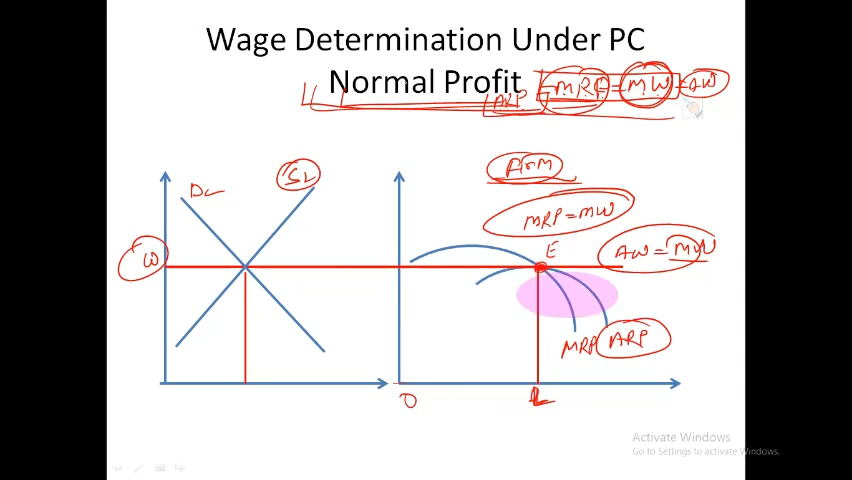 Wage Determination Under PC
Normal Profit
ARP = MRP = MW = AW
FirM
MRP = MW
DL
SL
W
E
AW = MW
MRP ARP
O
L
Activate Windows
Go to Settings to activate Windows.